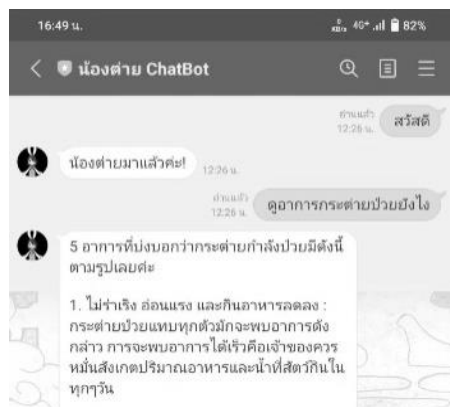 16:49 น.
KB/s 4G+ 82%
น้องต่าย ChatBot
อ่านแล้ว
12:26 น.
สวัสดี
น้องต่ายมาแล้วค่ะ!
12:26 น.
อ่านแล้ว
12:26 น.
ดูอาการกระต่ายป่วยยังไง
5 อาการที่บ่งบอกว่ากระต่ายกำลังป่วยมีดังนี้
ตามรูปเลยค่ะ
1. ไม่ร่าเริง อ่อนแรง และกินอาหารลดลง :
กระต่ายป่วยแทบทุกตัวมักจะพบอาการดัง
กล่าว การจะพบอาการได้เร็วคือเจ้าของควร
หมั่นสังเกตปริมาณอาหารและน้ำที่สัตว์กินใน
ทุกๆวัน